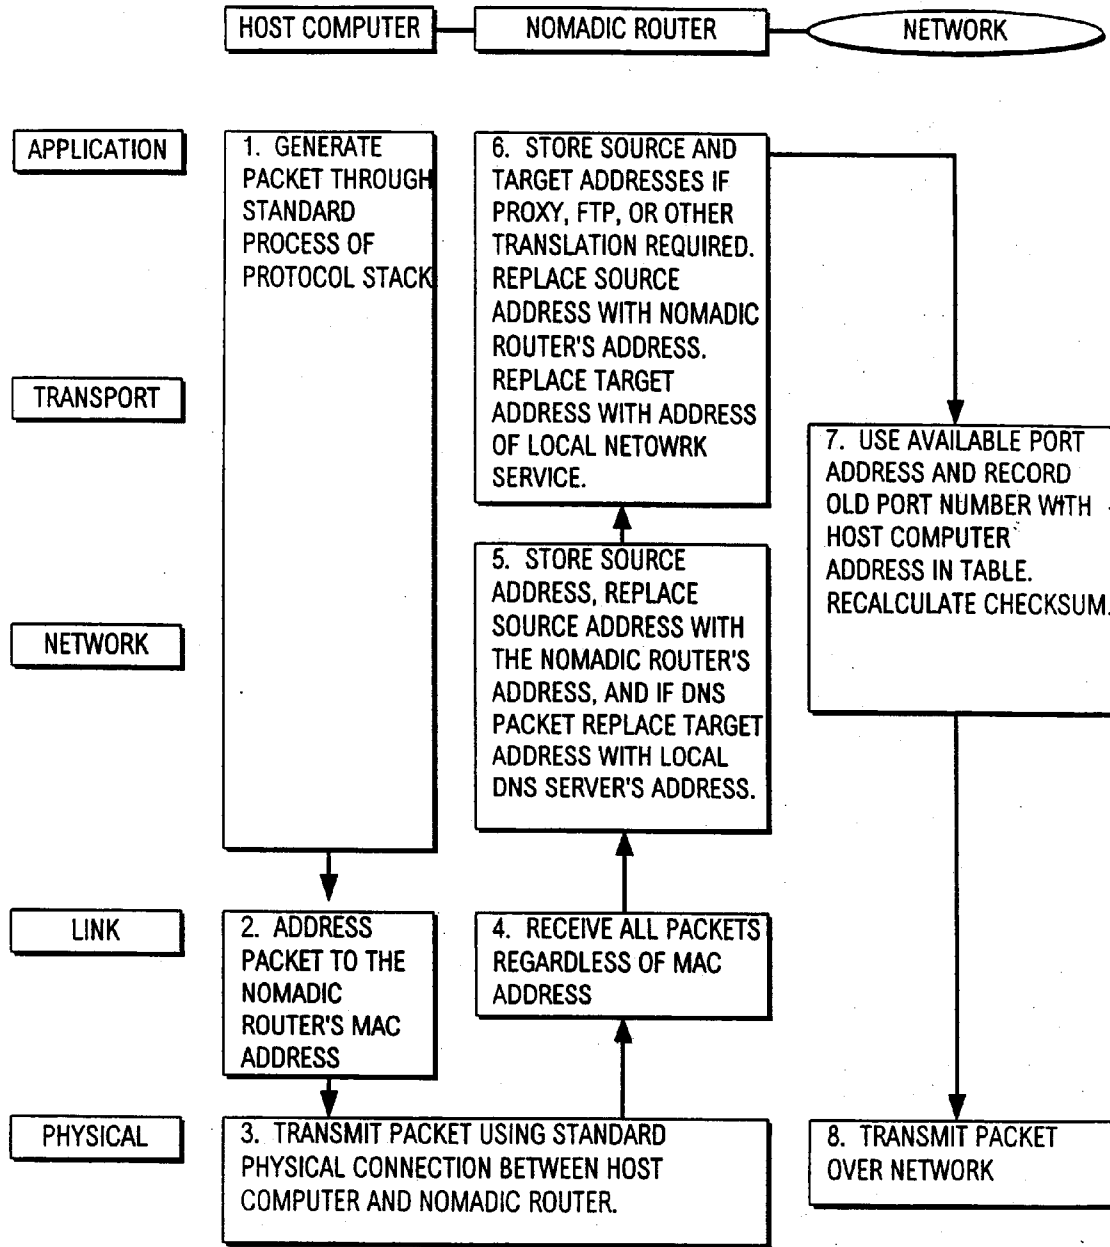 HOST COMPUTER
NOMADIC ROUTER
NETWORK
APPLICATION
TRANSPORT
NETWORK
LINK
PHYSICAL
1. GENERATE
PACKET THROUGH
STANDARD
PROCESS OF
PROTOCOL STACK
2. ADDRESS
PACKET TO THE
NOMADIC
ROUTER'S MAC
ADDRESS
3. TRANSMIT PACKET USING STANDARD
PHYSICAL CONNECTION BETWEEN HOST
COMPUTER AND NOMADIC ROUTER.
4. RECEIVE ALL PACKETS
REGARDLESS OF MAC
ADDRESS
5. STORE SOURCE
ADDRESS, REPLACE
SOURCE ADDRESS WITH
THE NOMADIC ROUTER'S
ADDRESS, AND IF DNS
PACKET REPLACE TARGET
ADDRESS WITH LOCAL
DNS SERVER'S ADDRESS.
6. STORE SOURCE AND
TARGET ADDRESSES IF
PROXY, FTP, OR OTHER
TRANSLATION REQUIRED.
REPLACE SOURCE
ADDRESS WITH NOMADIC
ROUTER'S ADDRESS.
REPLACE TARGET
ADDRESS WITH ADDRESS
OF LOCAL NETOWRK
SERVICE.
7. USE AVAILABLE PORT
ADDRESS AND RECORD
OLD PORT NUMBER WITH
HOST COMPUTER
ADDRESS IN TABLE.
RECALCULATE CHECKSUM.
8. TRANSMIT PACKET
OVER NETWORK